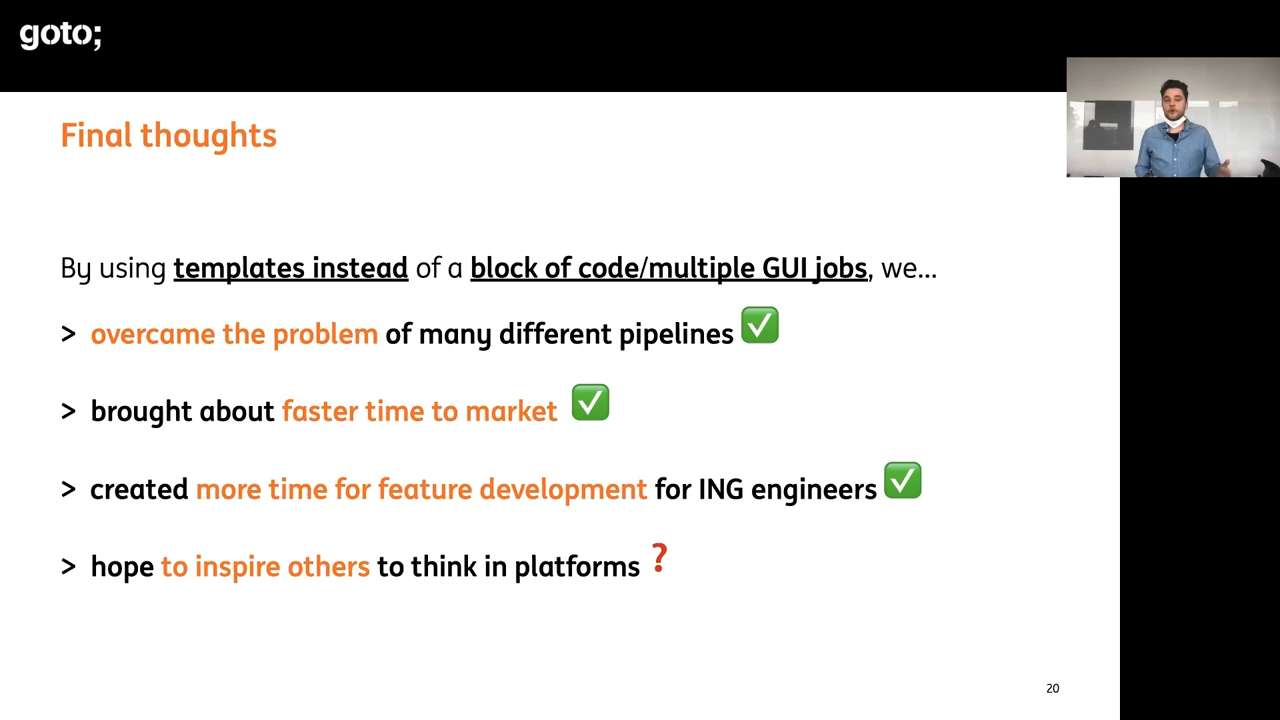 goto;
Final thoughts
By using templates instead of a block of code/multiple GUI jobs, we...
> overcame the problem of many different pipelines ✅
> brought about faster time to market ✅
> created more time for feature development for ING engineers ✅
> hope to inspire others to think in platforms ❓
20